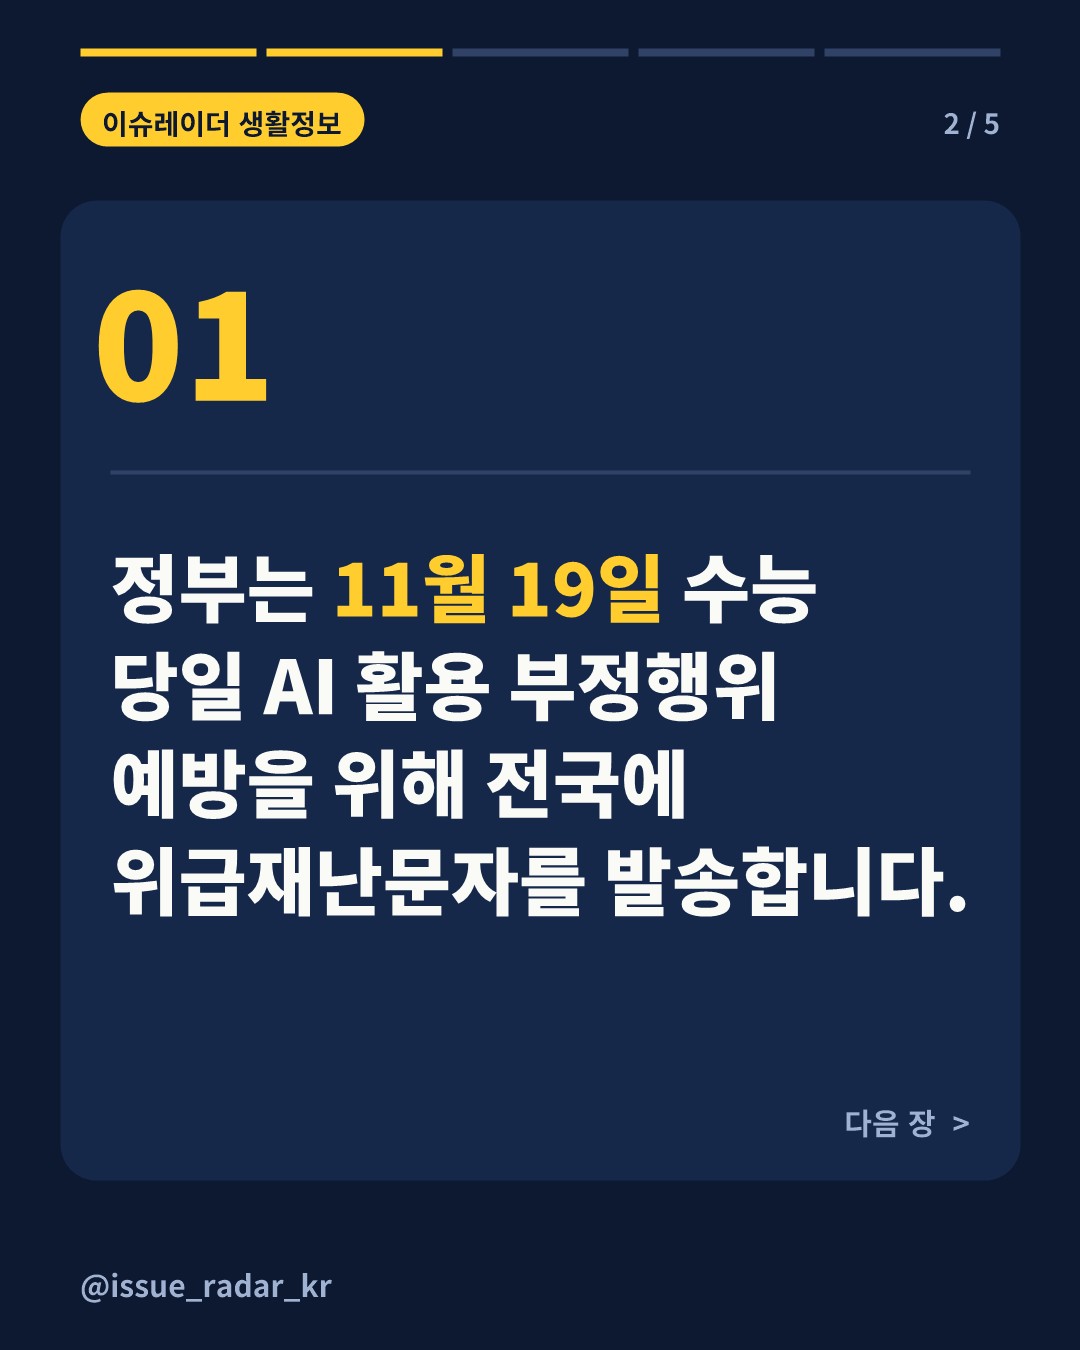 이슈레이더 생활정보
2 / 5
01
정부는 11월 19일 수능
당일 AI 활용 부정행위
예방을 위해 전국에
위급재난문자를 발송합니다.
다음 장 >
@issue_radar_kr